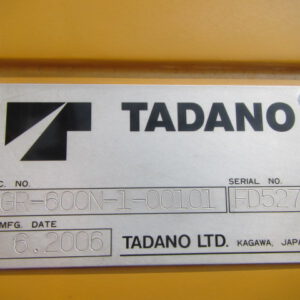 TADANO
C. NO. SERIAL NO.
GR-600N-1-00101 FD527
MFG. DATE
6.2006 TADANO LTD. KAGAWA, JAPA